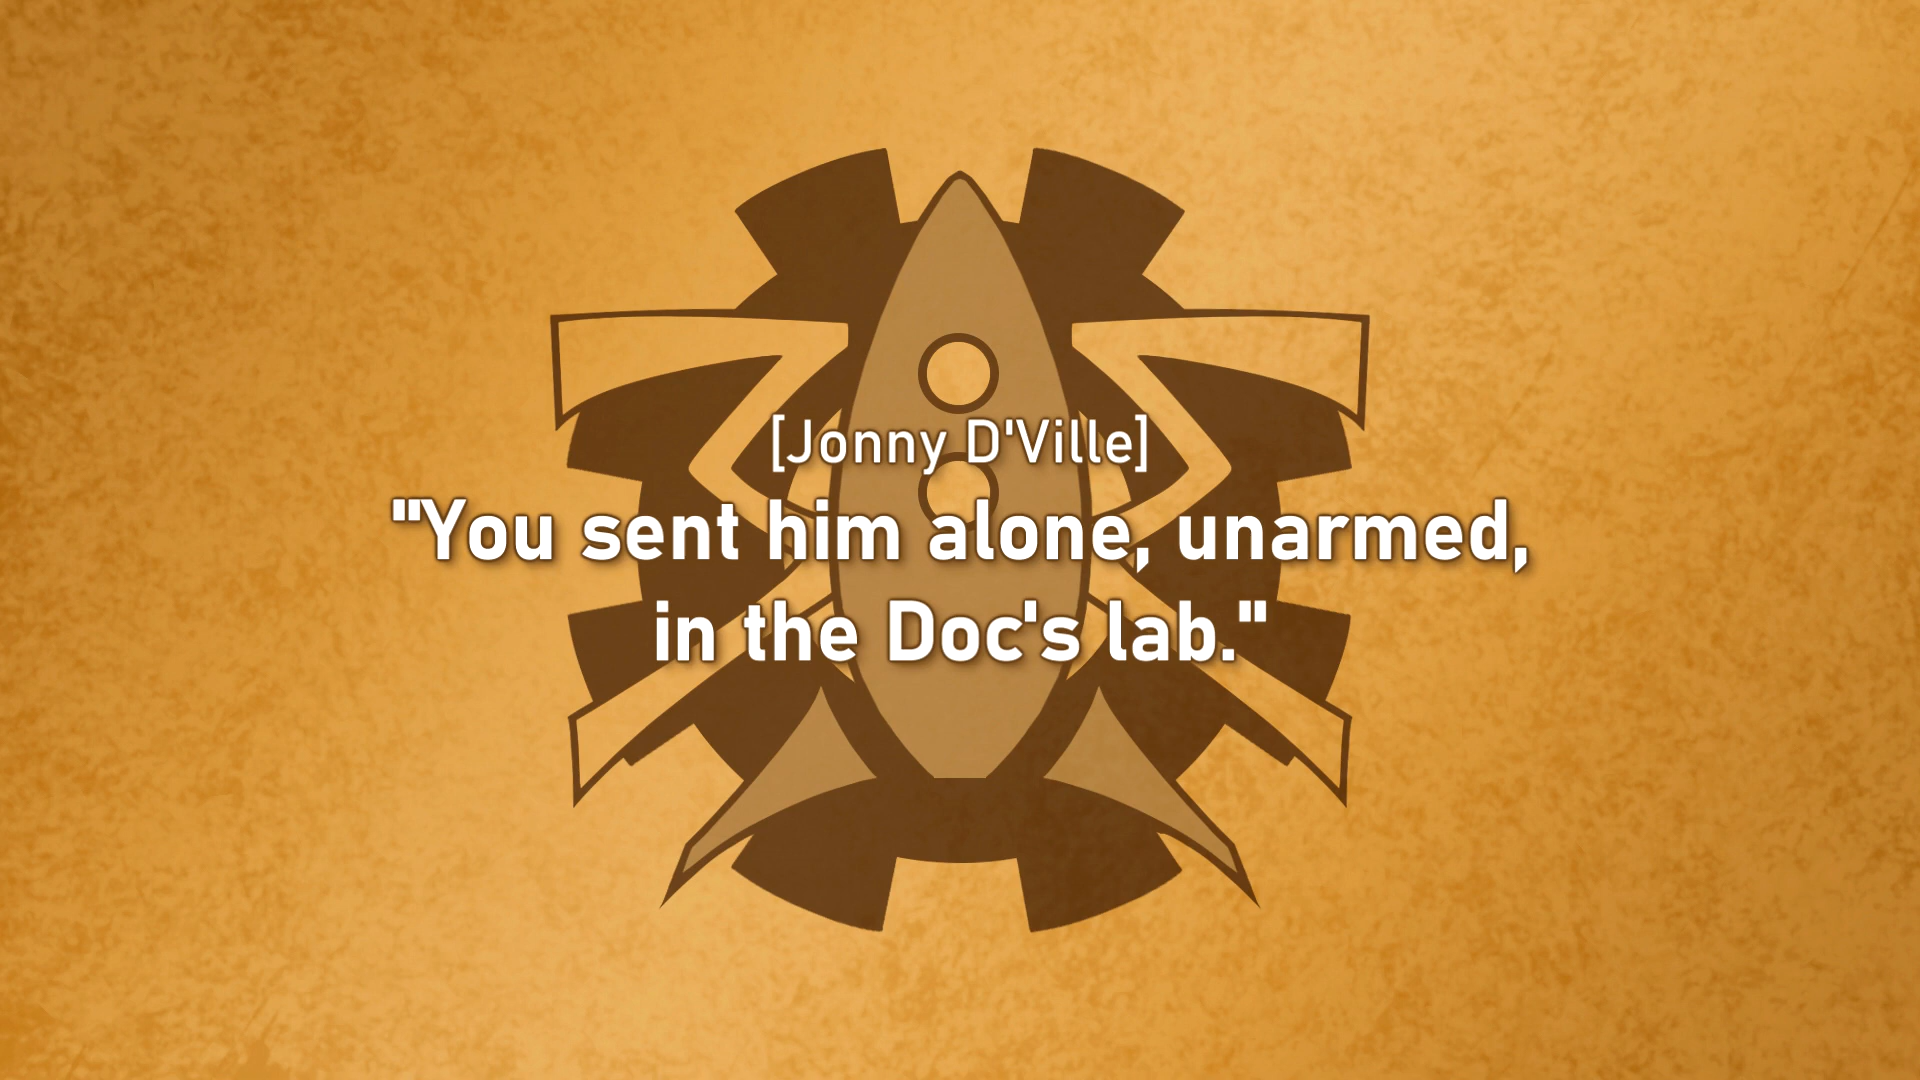 [Jonny D'Ville]
"You sent him alone, unarmed,
in the Doc's lab."